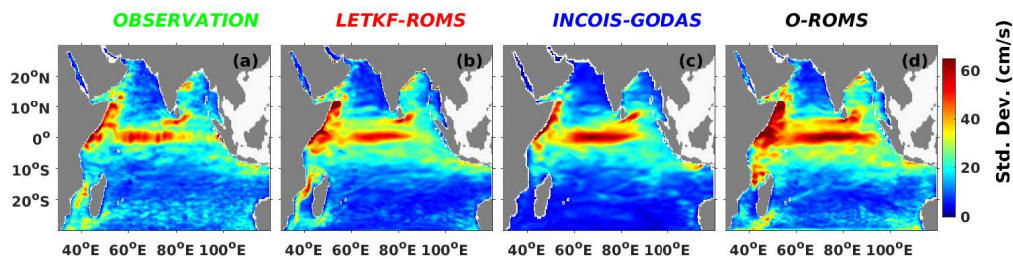 OBSERVATION LETKF-ROMS INCOIS-GODAS O-ROMS
(a) (b) (c) (d)
20°N
10°N
0°
10°S
20°S
40°E 60°E 80°E 100°E 40°E 60°E 80°E 100°E 40°E 60°E 80°E 100°E 40°E 60°E 80°E 100°E
60
40
20
0
Std. Dev. (cm/s)